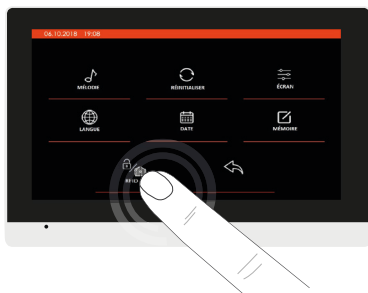 06.10.2018 19:08
MÉLODIE
RÉINITIALISER
ÉCRAN
LANGUE
DATE
MÉMOIRE
RFID